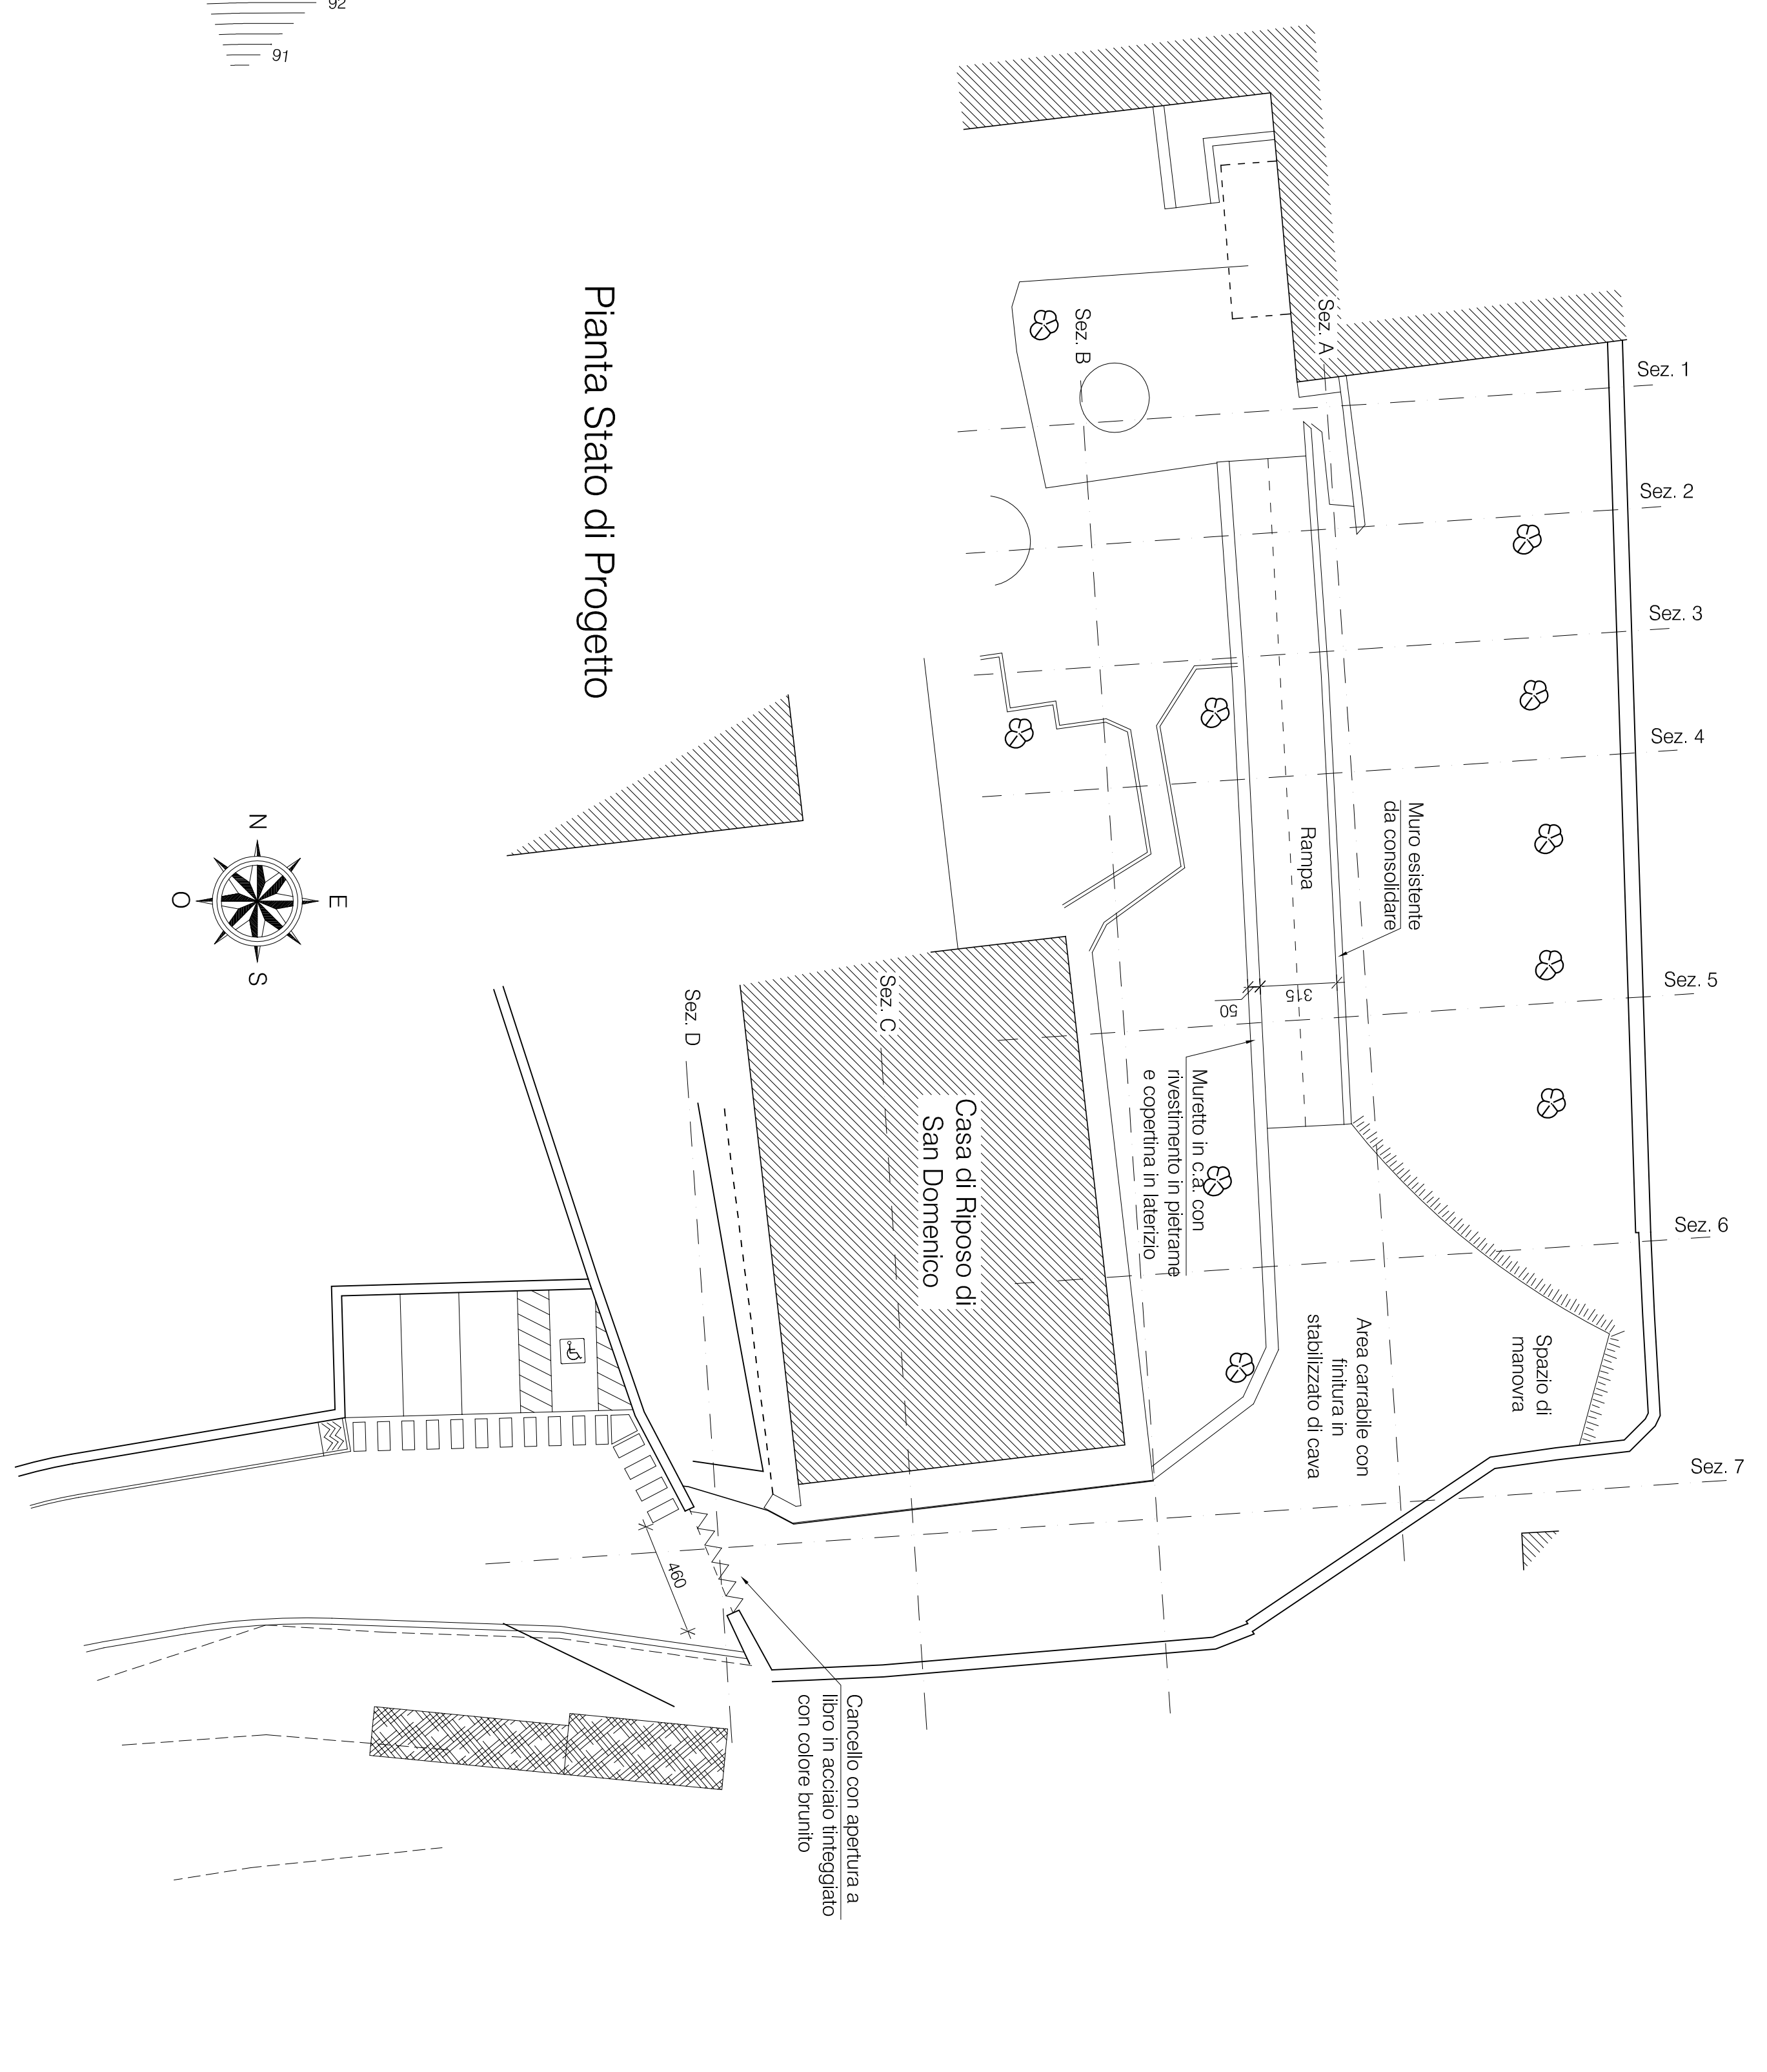 92
91
Sez. A
Sez. B
Sez. 1
Sez. 2
Sez. 3
Sez. 4
Sez. 5
Sez. 6
Sez. 7
Pianta Stato di Progetto
Muro esistente
da consolidare
Rampa
315
50
N
E
S
O
Sez. C
Sez. D
Casa di Riposo di
San Domenico
Muretto in c.a. con
rivestimento in pietrame
e copertina in laterizio
Area carrabile con
finitura in
stabilizzato di cava
Spazio di
manovra
460
Cancello con apertura a
libro in acciaio tinteggiato
con colore brunito